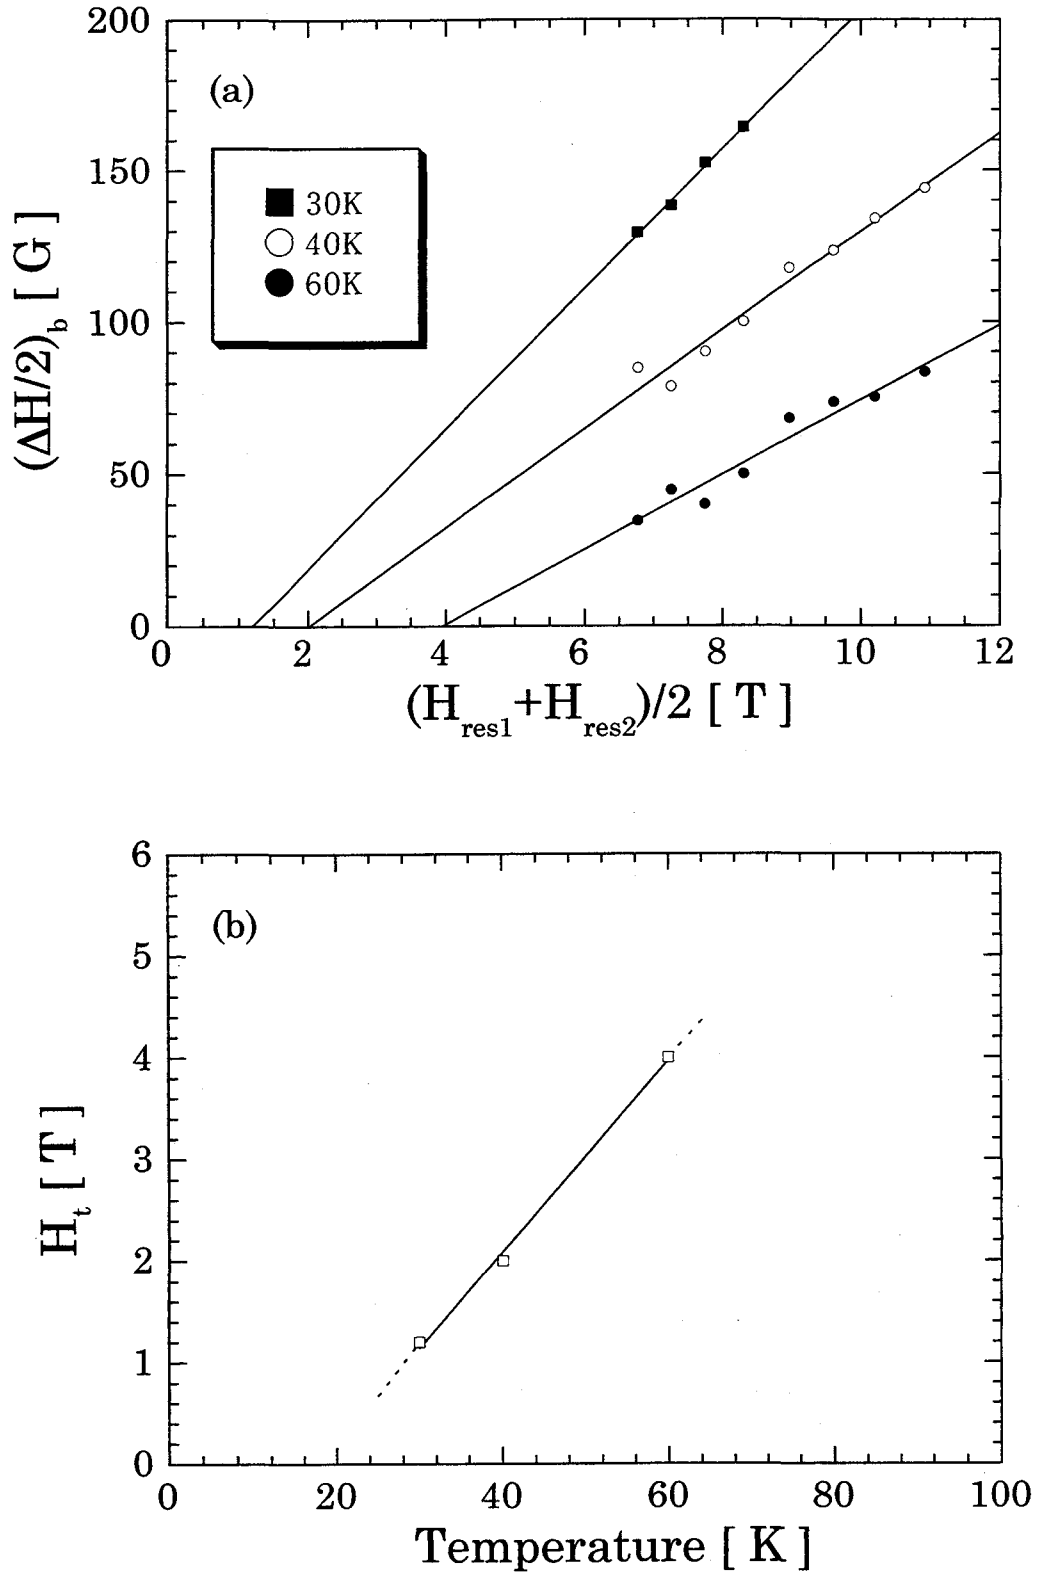 200
(a)
150
30K
40K
60K
100
50
0
(ΔH/2)b [ G ]
0 2 4 6 8 10 12
(Hres1+Hres2)/2 [ T ]
6
(b)
5
4
3
2
1
0
Ht [ T ]
0 20 40 60 80 100
Temperature [ K ]